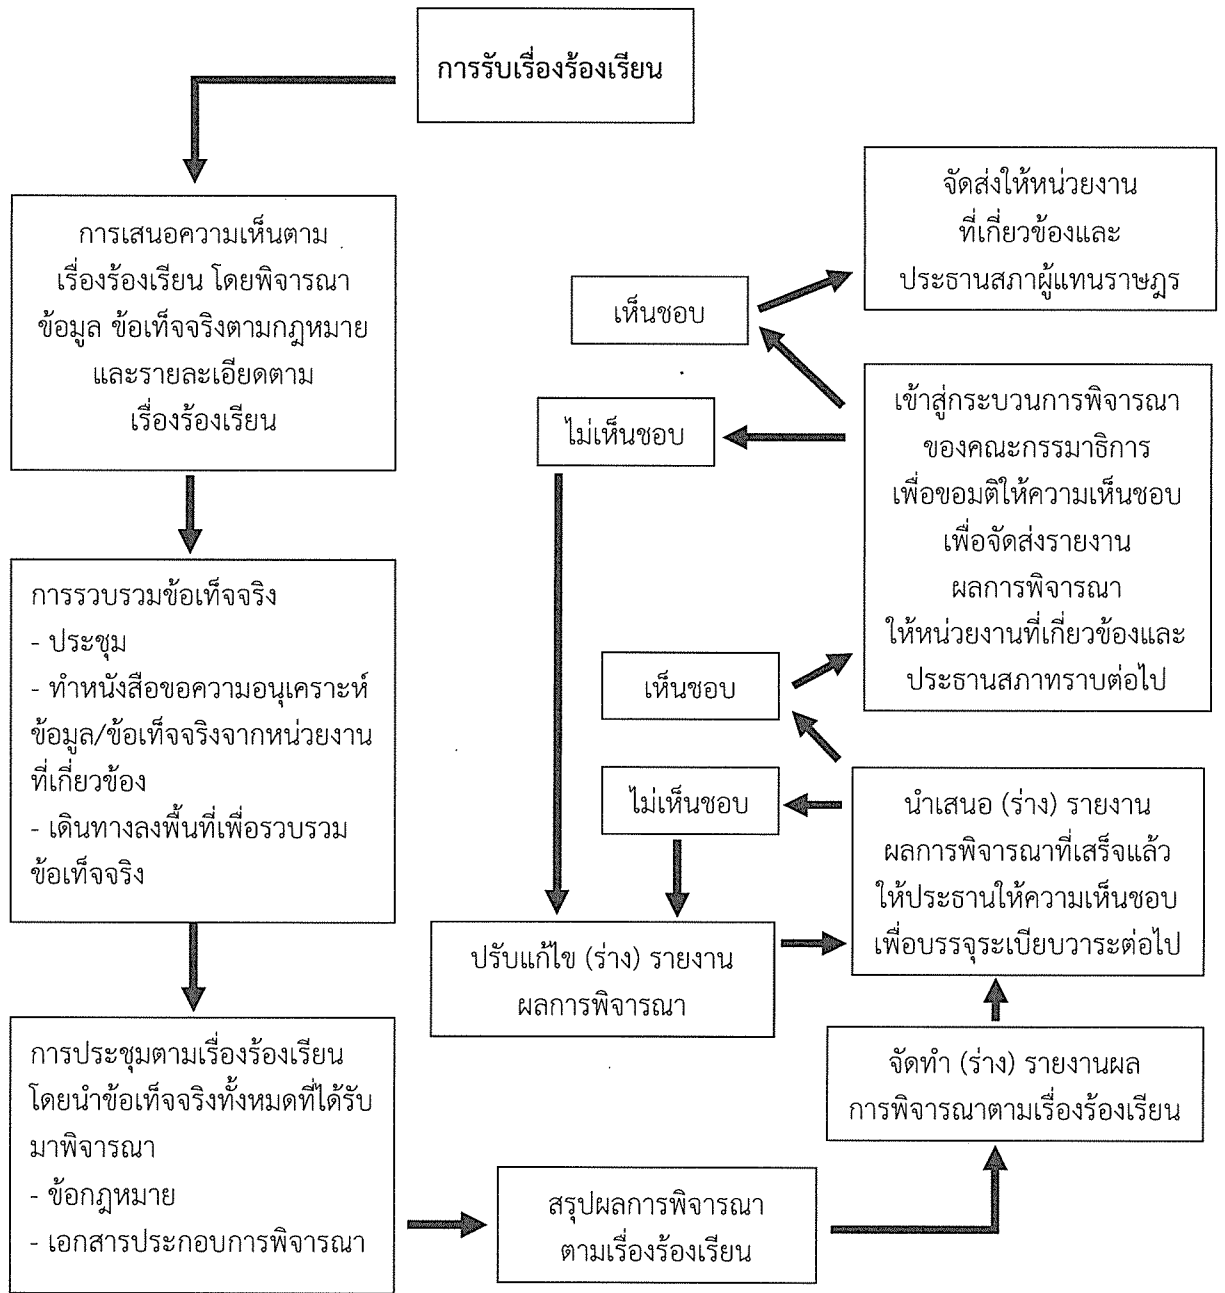 การรับเรื่องร้องเรียน
การเสนอความเห็นตาม
เรื่องร้องเรียน โดยพิจารณา
ข้อมูล ข้อเท็จจริงตามกฎหมาย
และรายละเอียดตาม
เรื่องร้องเรียน
การรวบรวมข้อเท็จจริง
- ประชุม
- ทำหนังสือขอความอนุเคราะห์
ข้อมูล/ข้อเท็จจริงจากหน่วยงาน
ที่เกี่ยวข้อง
- เดินทางลงพื้นที่เพื่อรวบรวม
ข้อเท็จจริง
การประชุมตามเรื่องร้องเรียน
โดยนำข้อเท็จจริงทั้งหมดที่ได้รับ
มาพิจารณา
- ข้อกฎหมาย
- เอกสารประกอบการพิจารณา
สรุปผลการพิจารณา
ตามเรื่องร้องเรียน
จัดทำ (ร่าง) รายงานผล
การพิจารณาตามเรื่องร้องเรียน
นำเสนอ (ร่าง) รายงาน
ผลการพิจารณาที่เสร็จแล้ว
ให้ประธานให้ความเห็นชอบ
เพื่อบรรจุระเบียบวาระต่อไป
ไม่เห็นชอบ
ปรับแก้ไข (ร่าง) รายงาน
ผลการพิจารณา
เห็นชอบ
เข้าสู่กระบวนการพิจารณา
ของคณะกรรมาธิการ
เพื่อขอมติให้ความเห็นชอบ
เพื่อจัดส่งรายงาน
ผลการพิจารณา
ให้หน่วยงานที่เกี่ยวข้องและ
ประธานสภาทราบต่อไป
ไม่เห็นชอบ
เห็นชอบ
จัดส่งให้หน่วยงาน
ที่เกี่ยวข้องและ
ประธานสภาผู้แทนราษฎร